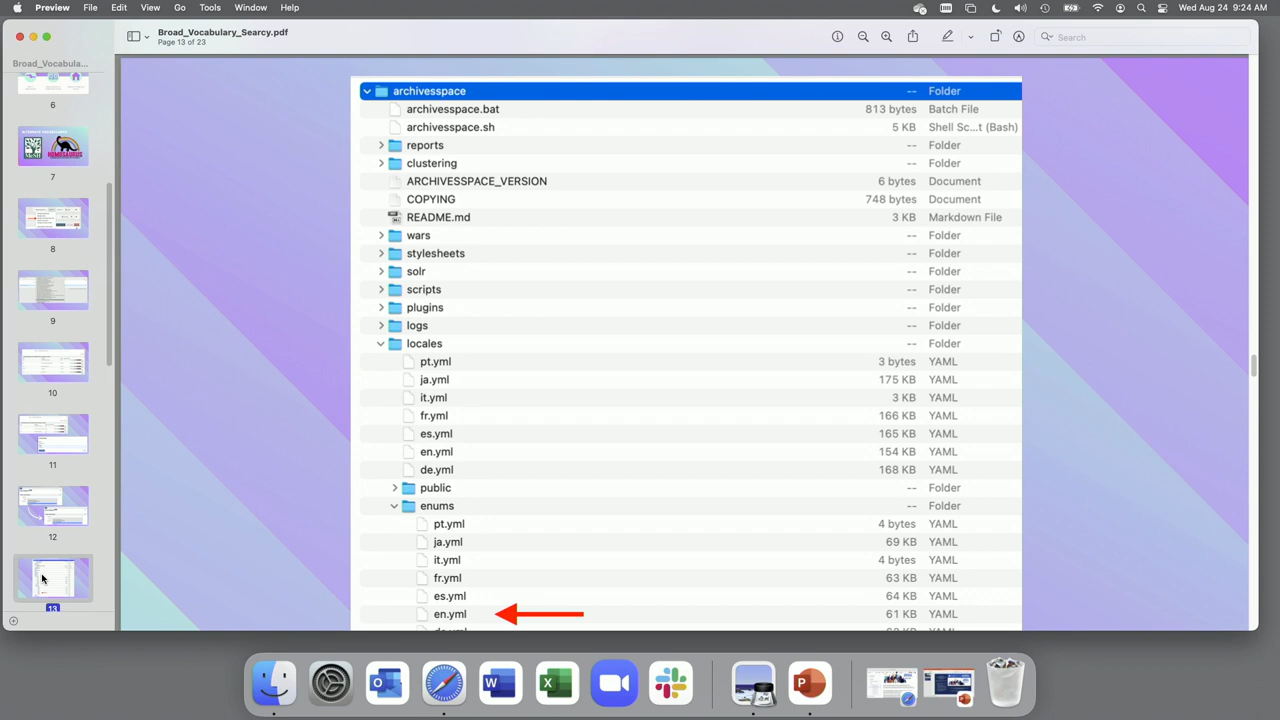 Preview File Edit View Go Tools Window Help Wed Aug 24 9:24 AM
Broad_Vocabulary_Searcy.pdf
Page 13 of 23
Search
Broad_Vocabula...
6
7
8
9
10
11
12
13
archivesspace -- Folder
archivesspace.bat 813 bytes Batch File
archivesspace.sh 5 KB Shell Sc...t (Bash)
reports -- Folder
clustering -- Folder
ARCHIVESSPACE_VERSION 6 bytes Document
COPYING 748 bytes Document
README.md 3 KB Markdown File
wars -- Folder
stylesheets -- Folder
solr -- Folder
scripts -- Folder
plugins -- Folder
logs -- Folder
locales -- Folder
pt.yml 3 bytes YAML
ja.yml 175 KB YAML
it.yml 3 KB YAML
fr.yml 166 KB YAML
es.yml 165 KB YAML
en.yml 154 KB YAML
de.yml 168 KB YAML
public -- Folder
enums -- Folder
pt.yml 4 bytes YAML
ja.yml 69 KB YAML
it.yml 4 bytes YAML
fr.yml 63 KB YAML
es.yml 64 KB YAML
en.yml 61 KB YAML